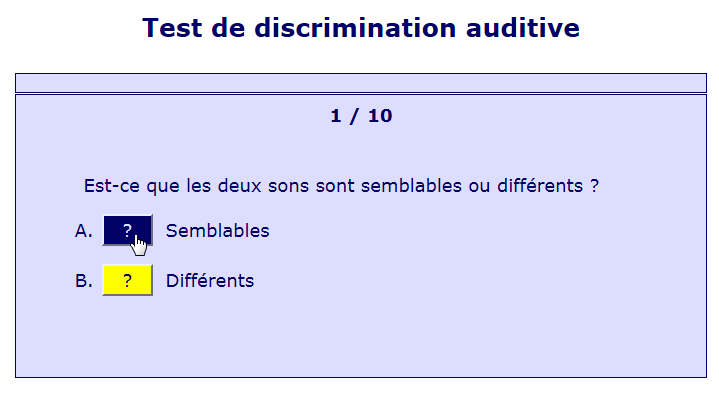 Test de discrimination auditive
1 / 10
Est-ce que les deux sons sont semblables ou différents ?
A. ? Semblables
B. ? Différents